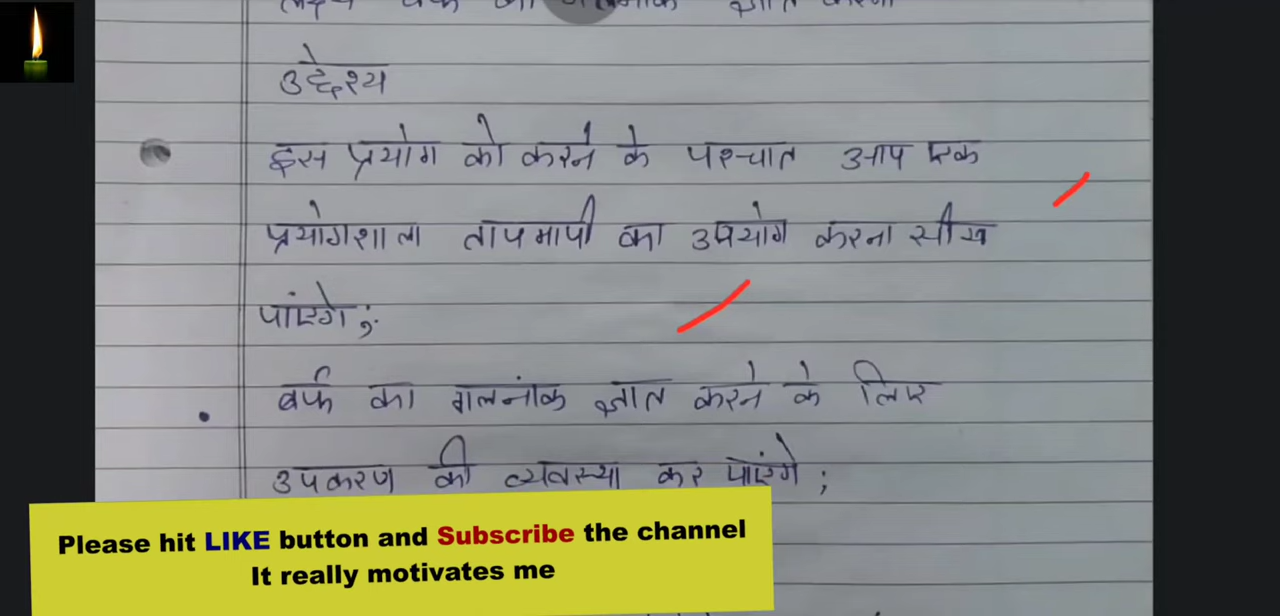 उद्देश्य
इस प्रयोग को करने के पश्चात आप एक
प्रयोगशाला तापमापी का उपयोग करना सीख
पांएगे ;
बर्फ का गलनांक ज्ञात करने के लिए
उपकरण की व्यवस्था कर पाएंगे ;
Please hit LIKE button and Subscribe the channel
It really motivates me